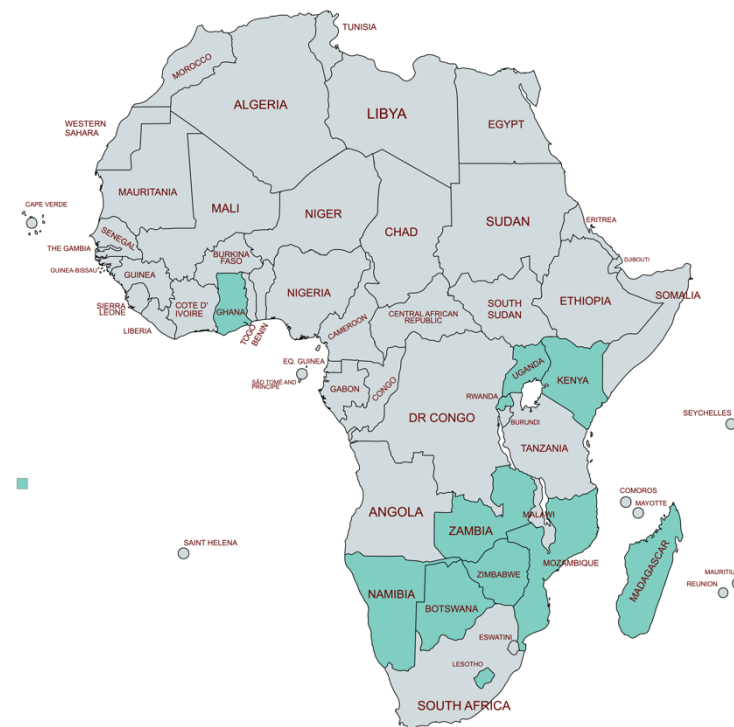 TUNISIA
MOROCCO
ALGERIA
LIBYA
EGYPT
WESTERN
SAHARA
MAURITANIA
MALI
NIGER
CHAD
SUDAN
ERITREA
CAPE VERDE
SENEGAL
THE GAMBIA
GUINEA-BISSAU
GUINEA
BURKINA
FASO
DJIBOUTI
SIERRA
LEONE
LIBERIA
COTE D'
IVOIRE
GHANA
TOGO
BENIN
NIGERIA
CAMEROON
CENTRAL AFRICAN
REPUBLIC
SOUTH
SUDAN
ETHIOPIA
SOMALIA
EQ. GUINEA
SÃO TOMÉ AND
PRINCIPE
GABON
CONGO
DR CONGO
UGANDA
KENYA
RWANDA
BURUNDI
TANZANIA
SEYCHELLES
ANGOLA
ZAMBIA
MALAWI
COMOROS
MAYOTTE
SAINT HELENA
MOZAMBIQUE
ZIMBABWE
NAMIBIA
BOTSWANA
MADAGASCAR
MAURITIU
REUNION
ESWATINI
LESOTHO
SOUTH AFRICA